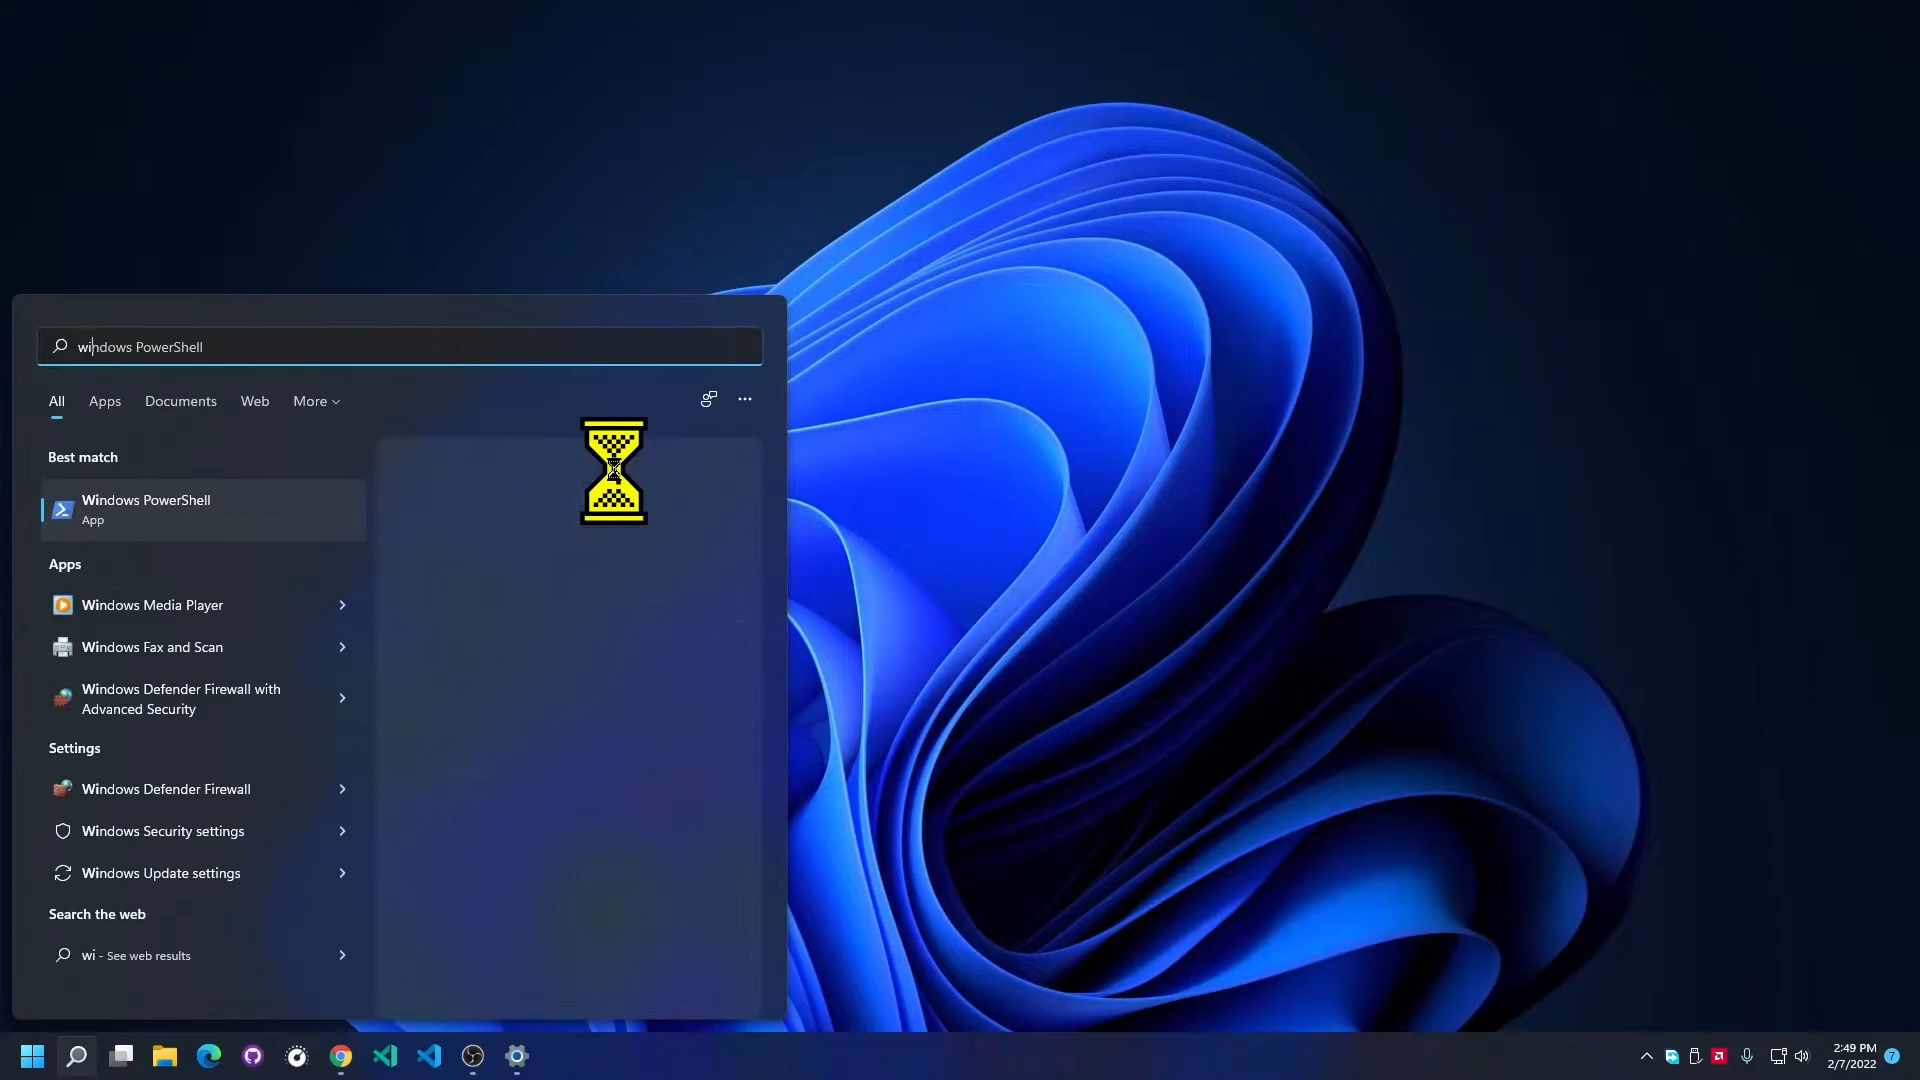 windows PowerShell
All Apps Documents Web More
Best match
Windows PowerShell
App
Apps
Windows Media Player
Windows Fax and Scan
Windows Defender Firewall with
Advanced Security
Settings
Windows Defender Firewall
Windows Security settings
Windows Update settings
Search the web
wi - See web results
2:49 PM
2/7/2022
7